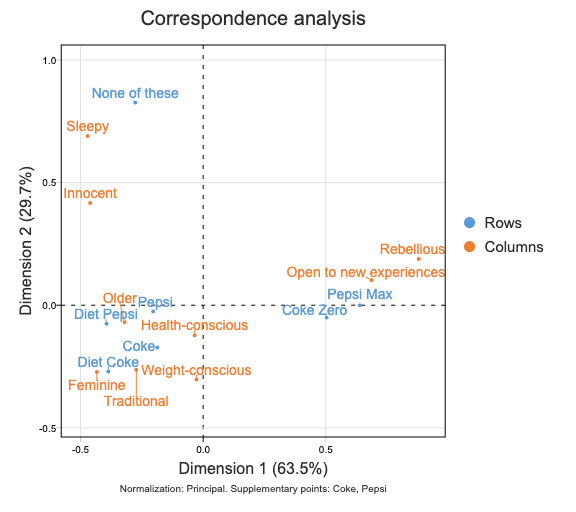 Correspondence analysis
1.0
None of these
Sleepy
0.5
Innocent
Rebellious
Open to new experiences
Pepsi Max
Older
Pepsi
0.0
Coke Zero
Diet Pepsi
Health-conscious
Coke
Diet Coke
Weight-conscious
Feminine
Traditional
-0.5
-0.5
0.0
0.5
Dimension 1 (63.5%)
Dimension 2 (29.7%)
Rows
Columns
Normalization: Principal. Supplementary points: Coke, Pepsi